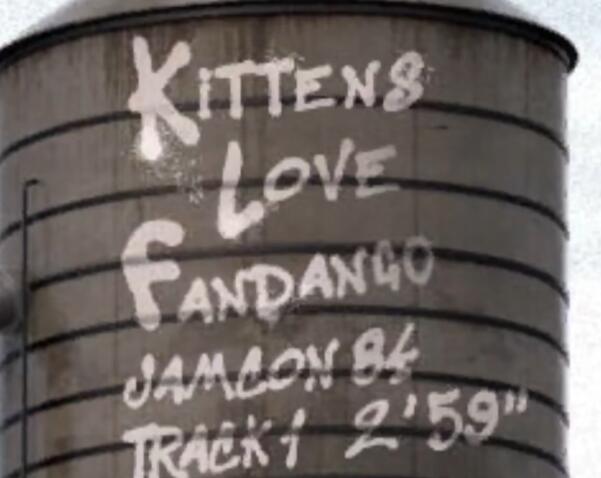 KiTTENS
LOVE
FANDANGO
JAMCON 84
TRACK 1 2'59"